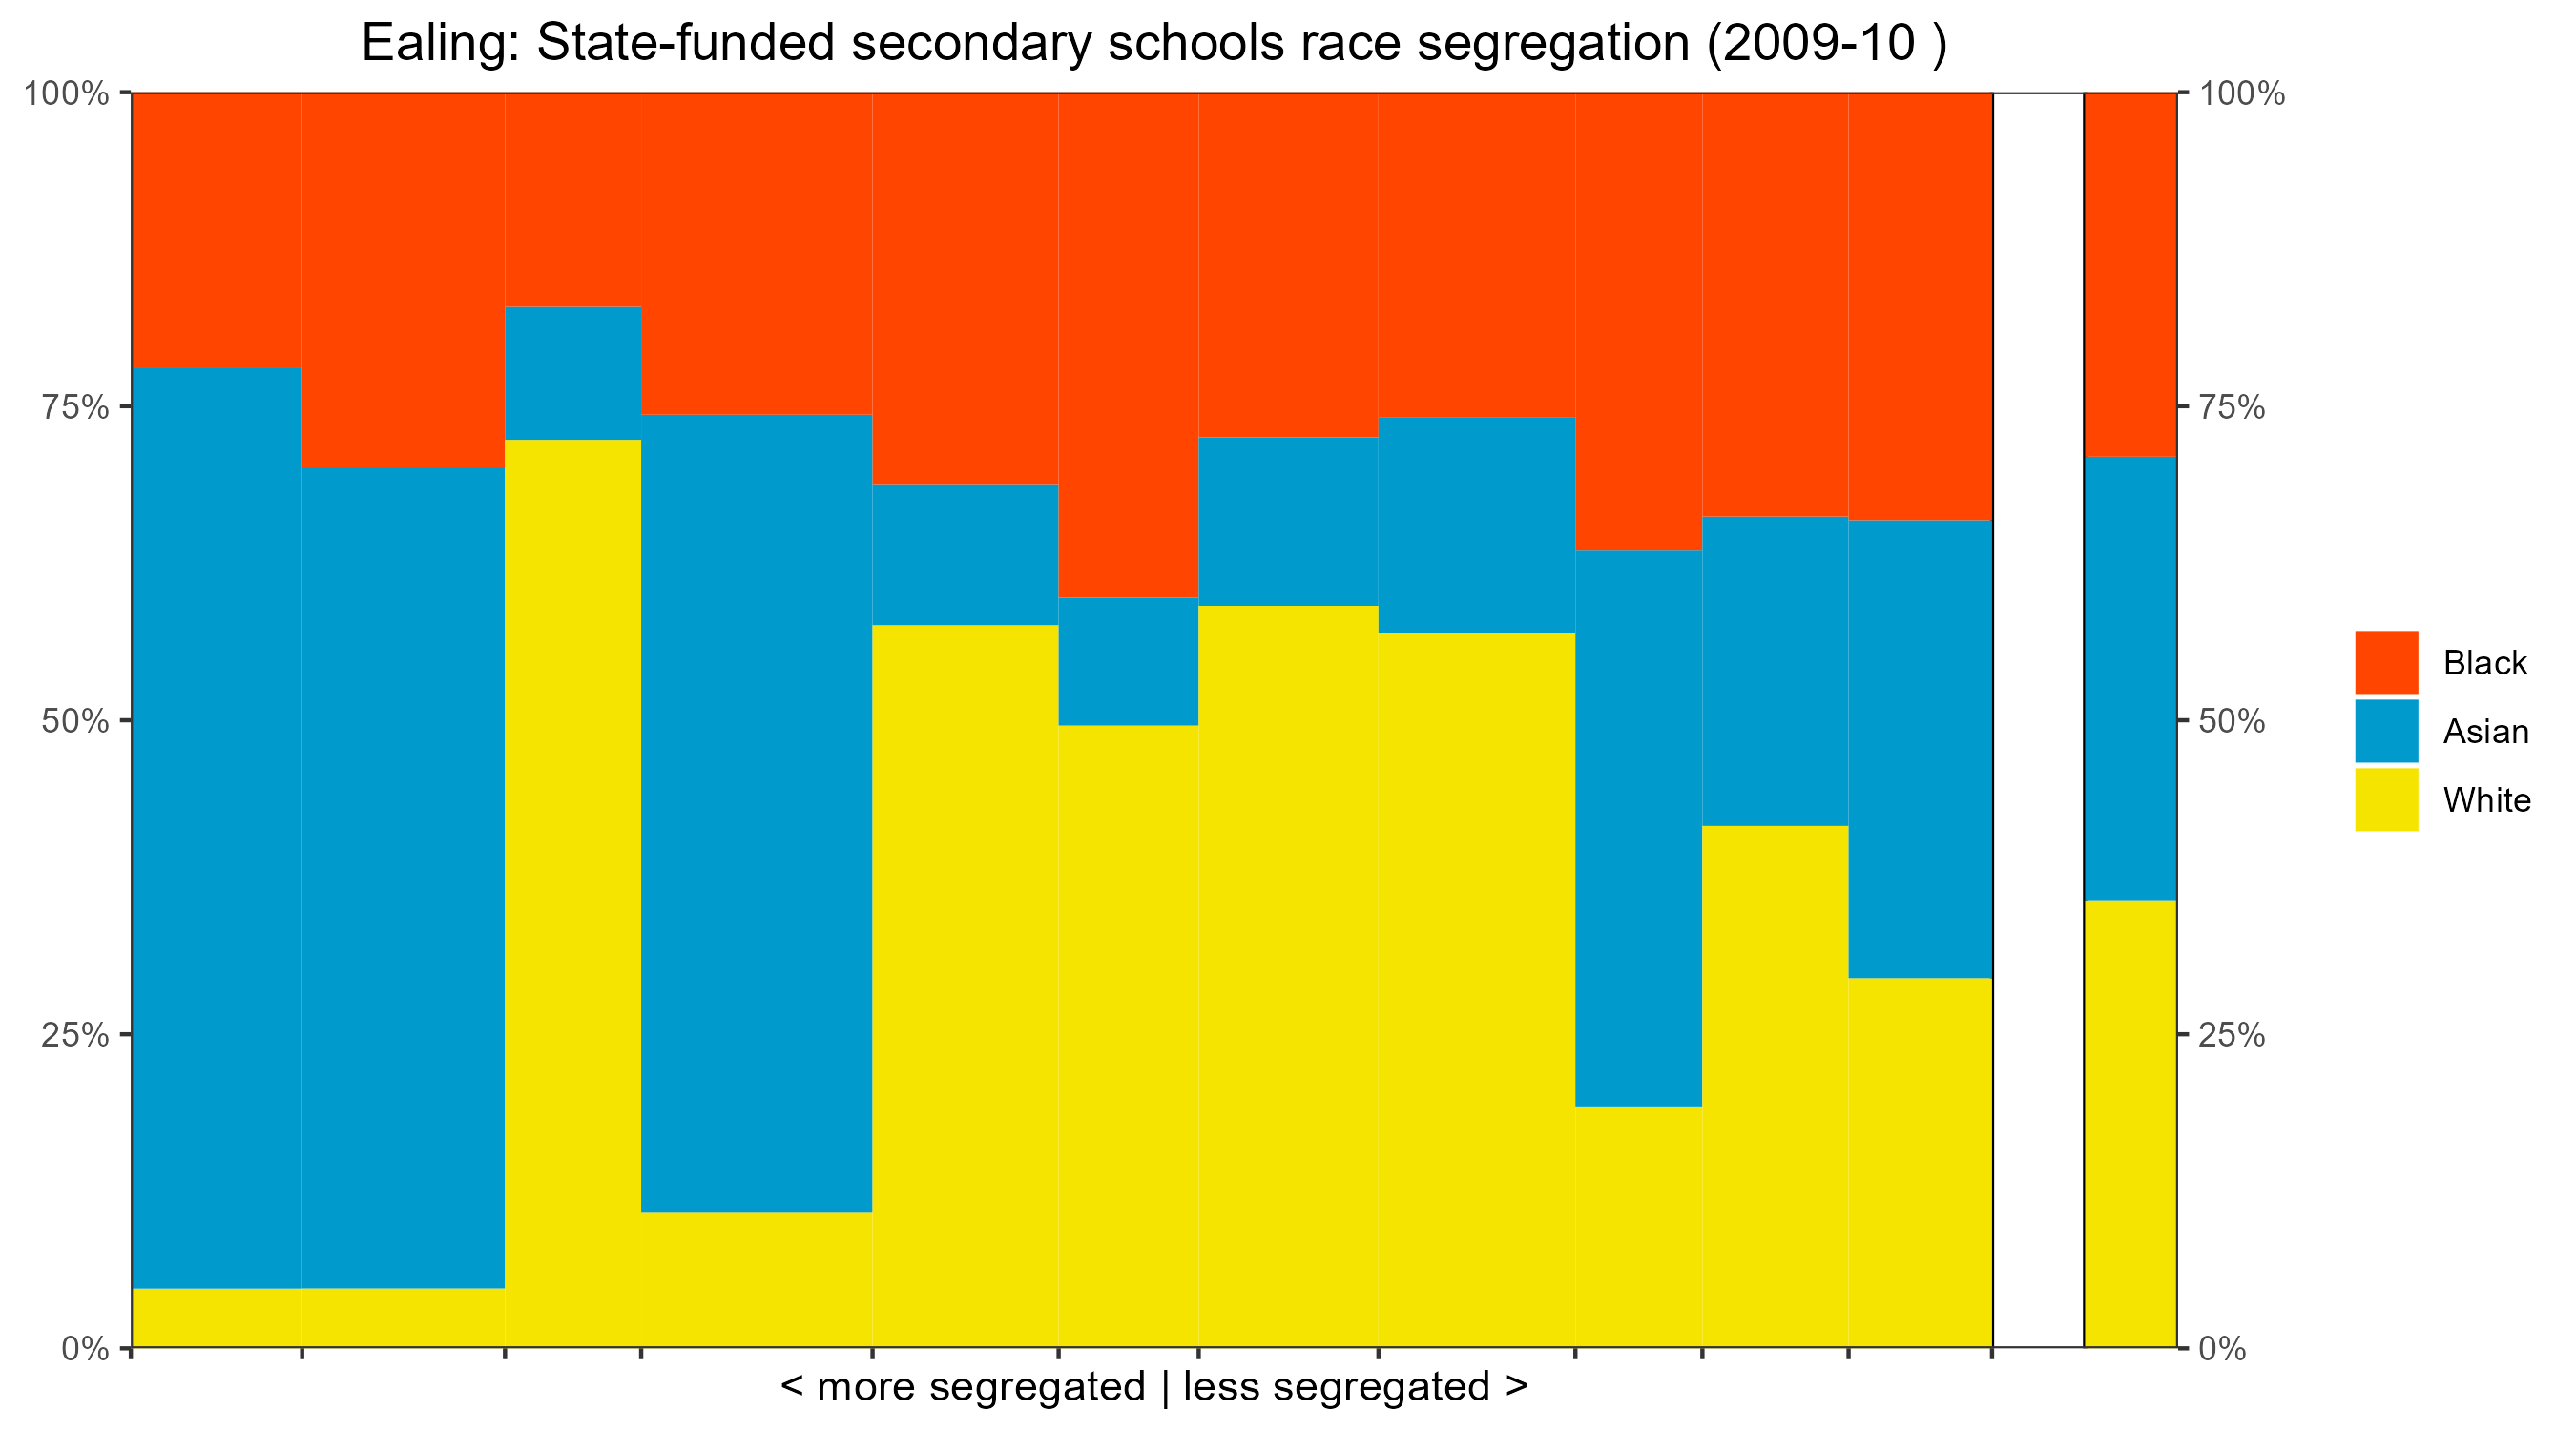 Ealing: State-funded secondary schools race segregation (2009-10 )
100%
75%
50%
25%
0%
100%
75%
50%
25%
0%
Black
Asian
White
< more segregated | less segregated >